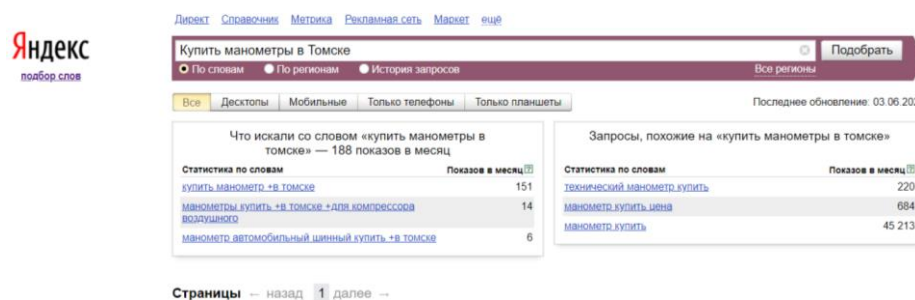 Директ Справочник Метрика Рекламная сеть Маркет ещё
Яндекс
подбор слов
Купить манометры в Томске
Подобрать
По словам По регионам История запросов Все регионы
Все Десктопы Мобильные Только телефоны Только планшеты
Последнее обновление: 03.06.202
Что искали со словом «купить манометры в
томске» — 188 показов в месяц
Статистика по словам Показов в месяц ?
купить манометр +в томске 151
манометры купить +в томске +для компрессора 14
воздушного
манометр автомобильный шинный купить +в томске 6
Запросы, похожие на «купить манометры в томске»
Статистика по словам Показов в месяц ?
технический манометр купить 220
манометр купить цена 684
манометр купить 45 213
Страницы ← назад 1 далее →